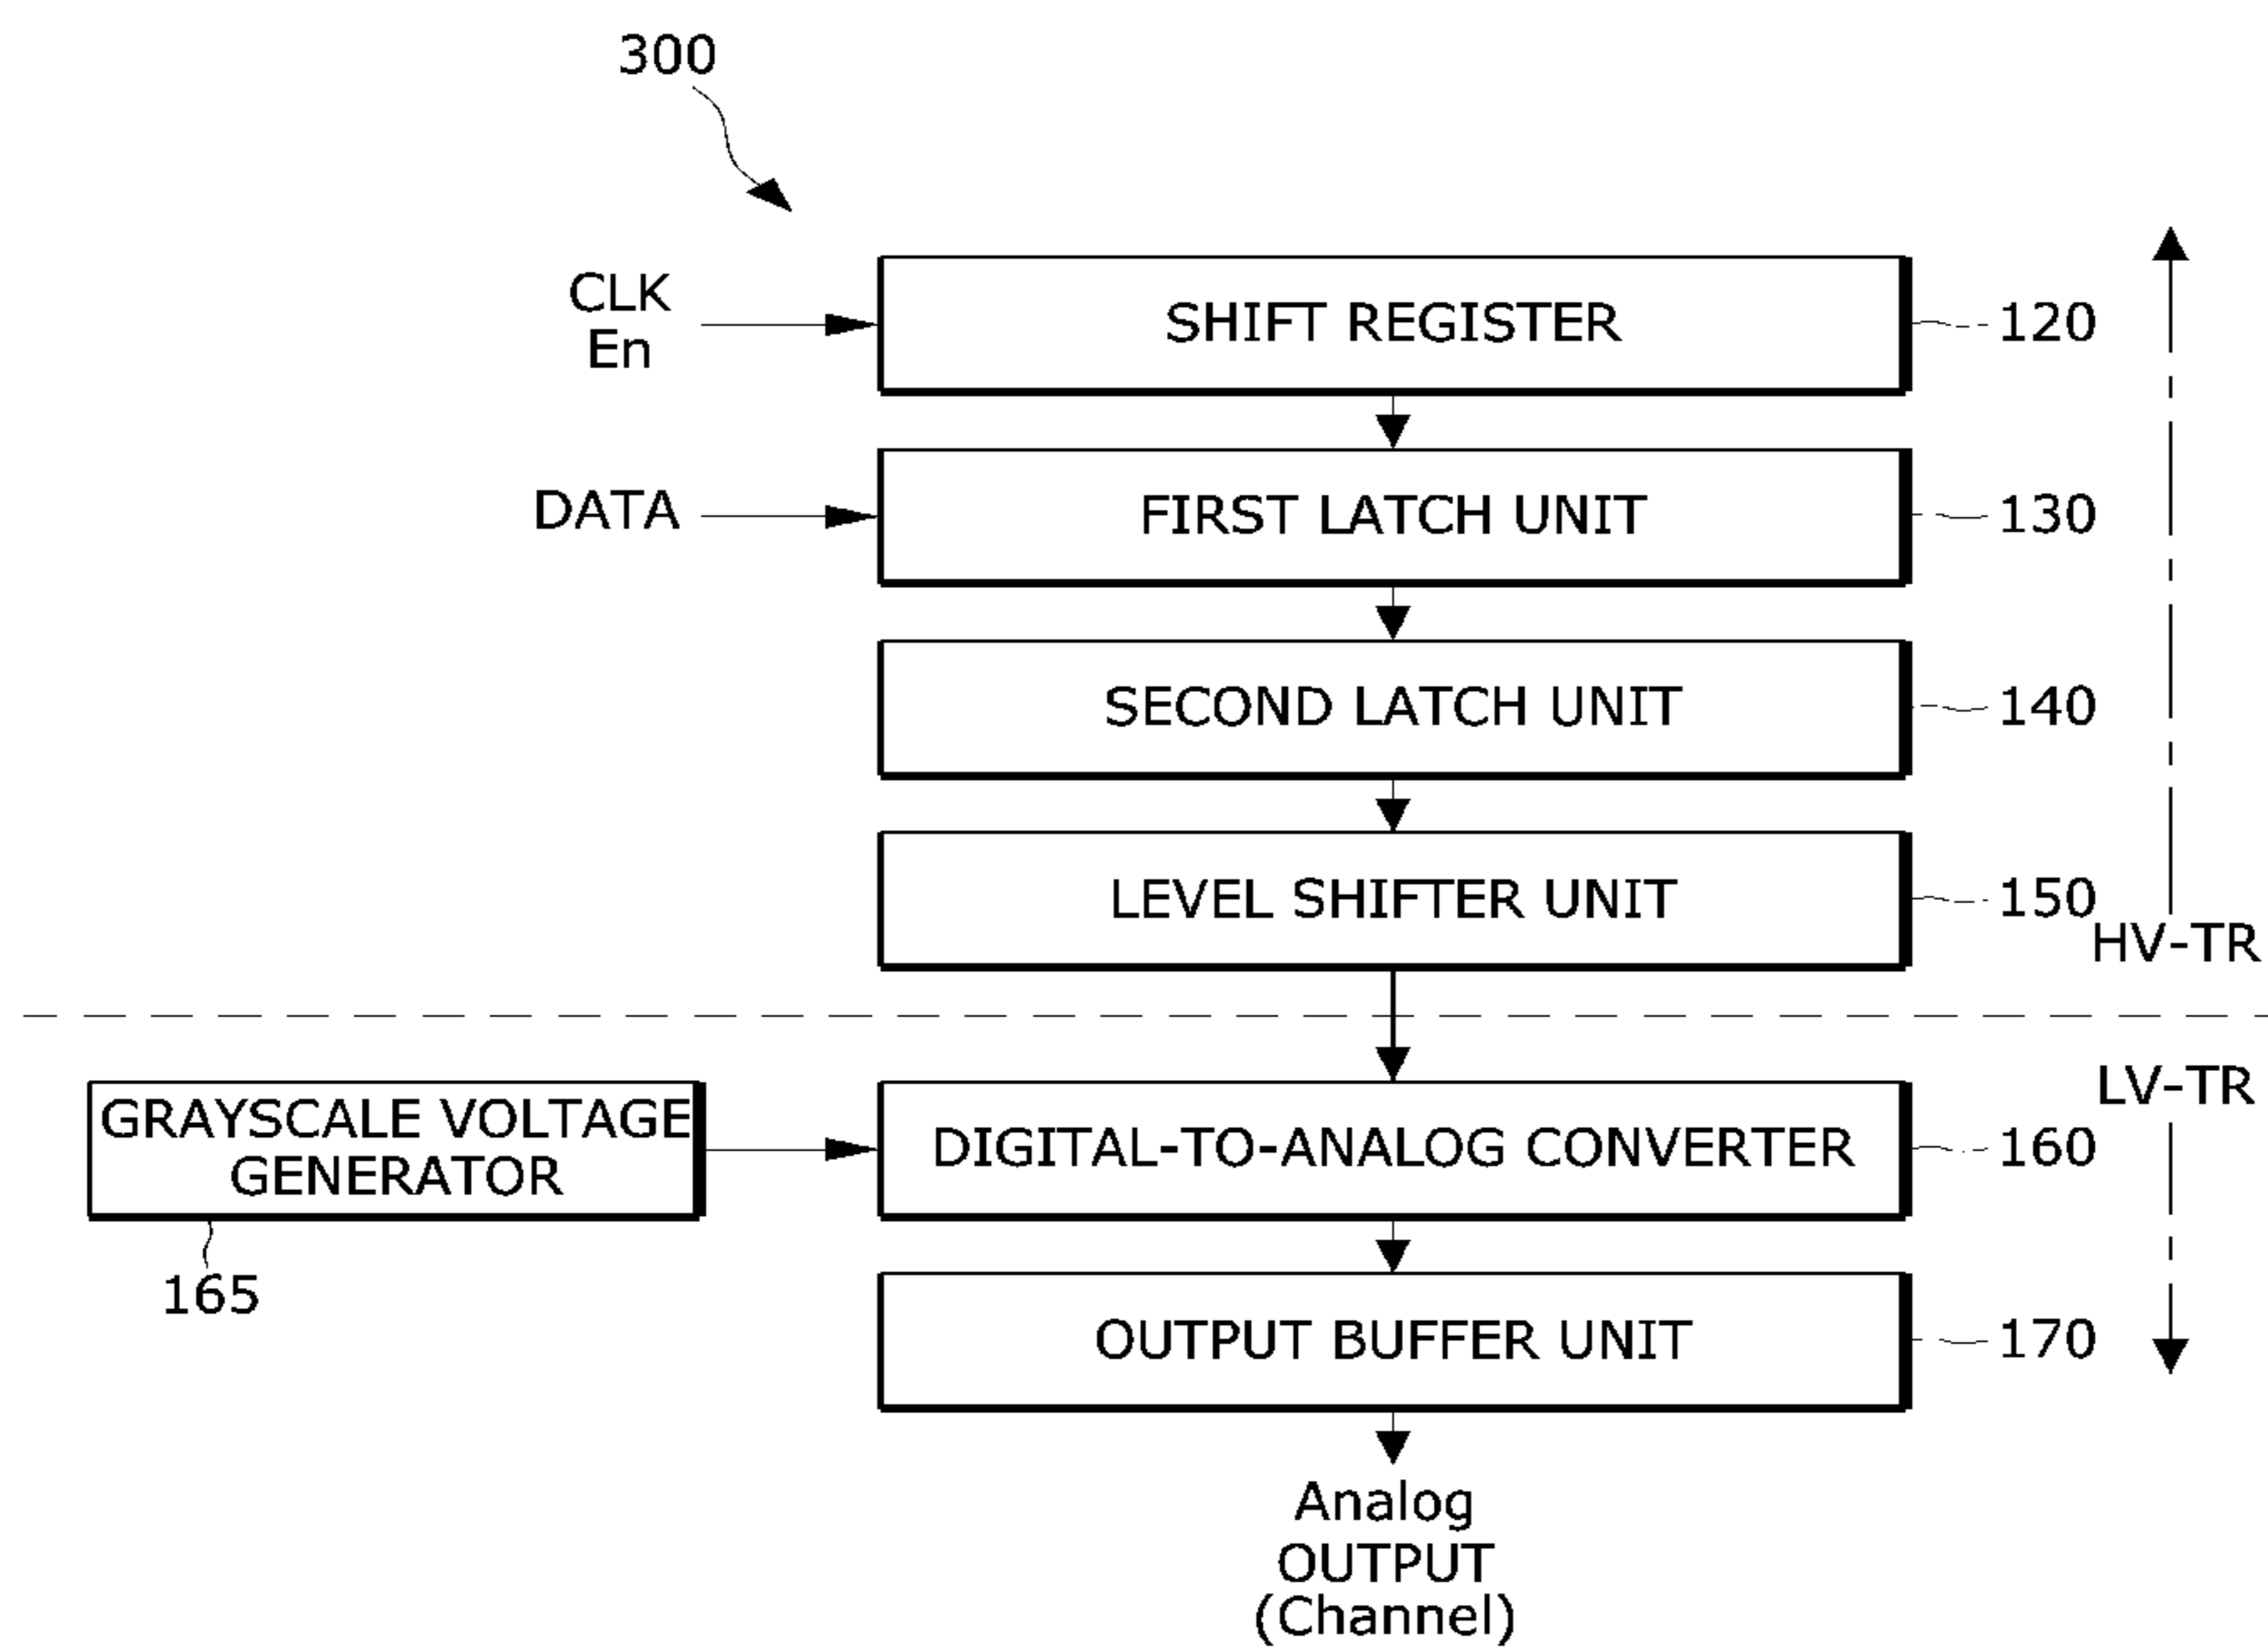 300
CLK
En
SHIFT REGISTER
120
DATA
FIRST LATCH UNIT
130
SECOND LATCH UNIT
140
LEVEL SHIFTER UNIT
150
HV-TR
LV-TR
GRAYSCALE VOLTAGE
GENERATOR
165
DIGITAL-TO-ANALOG CONVERTER
160
OUTPUT BUFFER UNIT
170
Analog
OUTPUT
(Channel)